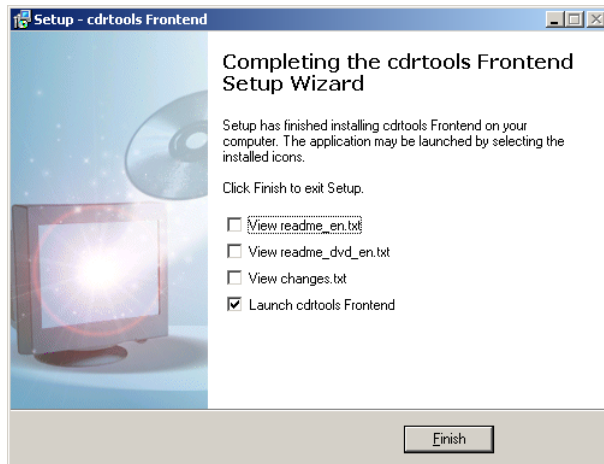 Setup - cdrtools Frontend
Completing the cdrtools Frontend
Setup Wizard
Setup has finished installing cdrtools Frontend on your
computer. The application may be launched by selecting the
installed icons.
Click Finish to exit Setup.
View readme_en.txt
View readme_dvd_en.txt
View changes.txt
Launch cdrtools Frontend
Finish